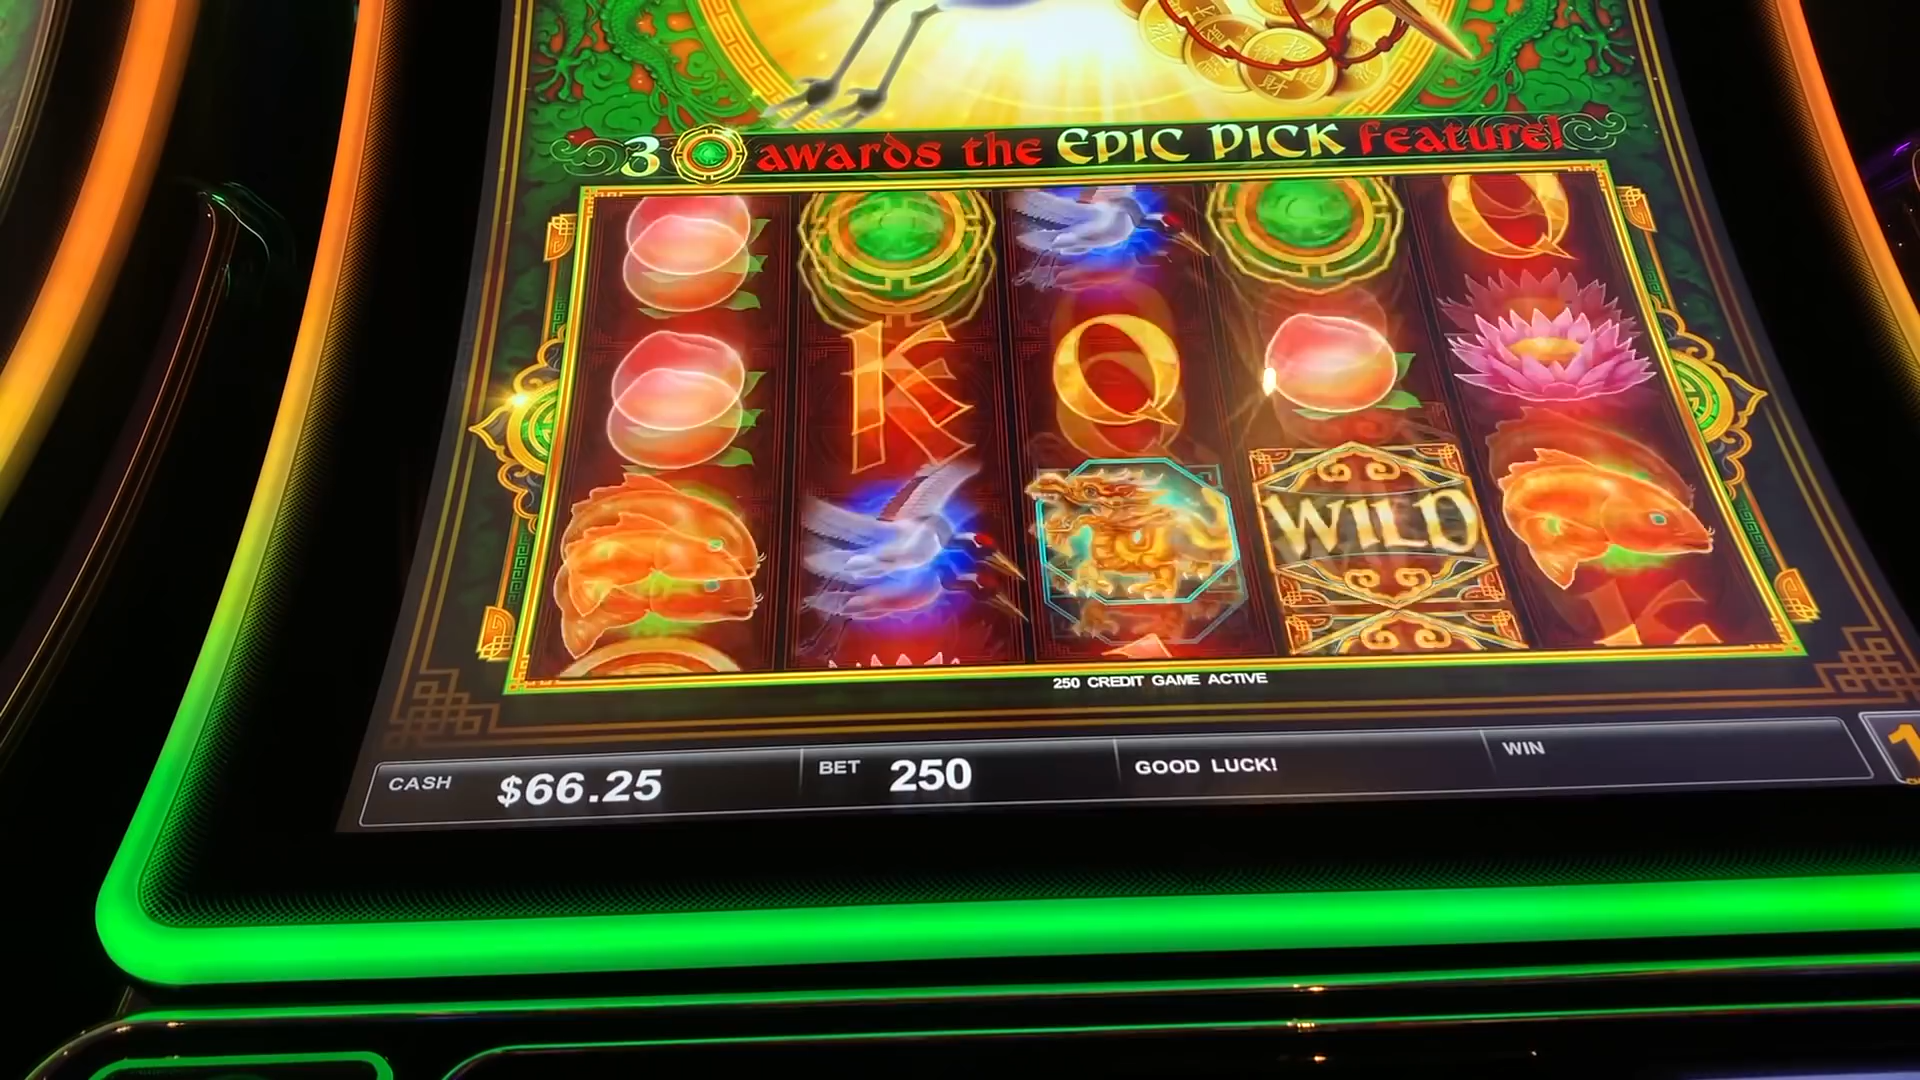 3 awards the EPIC PICK feature!
Q
K
Q
WILD
K
250 CREDIT GAME ACTIVE
CASH $66.25 BET 250 GOOD LUCK! WIN
1